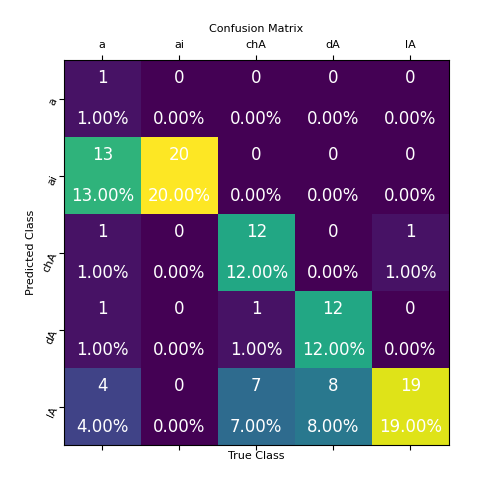 Confusion Matrix
a ai chA dA lA
a 1 0 0 0 0
1.00% 0.00% 0.00% 0.00% 0.00%
ai 13 20 0 0 0
13.00% 20.00% 0.00% 0.00% 0.00%
chA 1 0 12 0 1
1.00% 0.00% 12.00% 0.00% 1.00%
dA 1 0 1 12 0
1.00% 0.00% 1.00% 12.00% 0.00%
lA 4 0 7 8 19
4.00% 0.00% 7.00% 8.00% 19.00%
Predicted Class
True Class